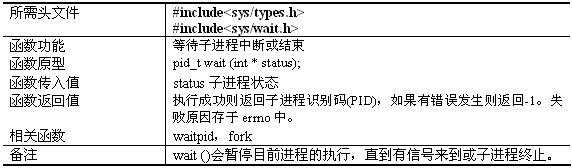 所需头文件 #include<sys/types.h>
#include<sys/wait.h>
函数功能 等待子进程中断或结束
函数原型 pid_t wait (int * status);
函数传入值 status 子进程状态
函数返回值 执行成功则返回子进程识别码(PID)，如果有错误发生则返回-1。失
败原因存于 errno 中。
相关函数 waitpid，fork
备注 wait ()会暂停目前进程的执行，直到有信号来到或子进程终止。